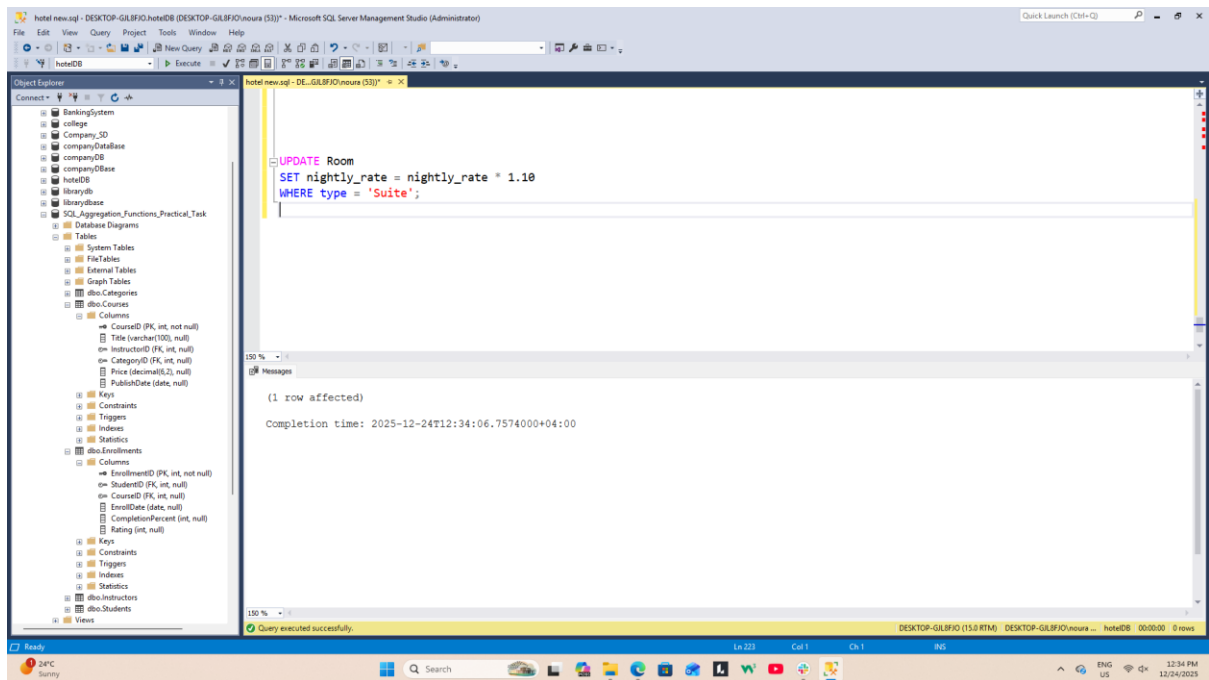 hotel new.sql - DESKTOP-GJL8FJO.hotelDB (DESKTOP-GJL8FJO\noura (53))* - Microsoft SQL Server Management Studio (Administrator)
Quick Launch (Ctrl+Q)
File Edit View Query Project Tools Window Help
New Query
hotelDB
Execute
Object Explorer
hotel new.sql - DE...GJL8FJO\noura (53))*
Connect
BankingSystem
college
Company_SD
companyDataBase
companyDB
companyDBase
hotelDB
librarydb
librarydbase
SQL_Aggregation_Functions_Practical_Task
Database Diagrams
Tables
System Tables
FileTables
External Tables
Graph Tables
dbo.Categories
dbo.Courses
Columns
CourseID (PK, int, not null)
Title (varchar(100), null)
InstructorID (FK, int, null)
CategoryID (FK, int, null)
Price (decimal(6,2), null)
PublishDate (date, null)
Keys
Constraints
Triggers
Indexes
Statistics
dbo.Enrollments
Columns
EnrollmentID (PK, int, not null)
StudentID (FK, int, null)
CourseID (FK, int, null)
EnrollDate (date, null)
CompletionPercent (int, null)
Rating (int, null)
Keys
Constraints
Triggers
Indexes
Statistics
dbo.Instructors
dbo.Students
Views
UPDATE Room
SET nightly_rate = nightly_rate * 1.10
WHERE type = 'Suite';
150 %
Messages
(1 row affected)
Completion time: 2025-12-24T12:34:06.7574000+04:00
150 %
Query executed successfully.
DESKTOP-GJL8FJO (15.0 RTM) DESKTOP-GJL8FJO\noura ... hotelDB 00:00:00 0 rows
Ready
Ln 223 Col 1 Ch 1 INS
1
24°C
Sunny
Search
ENG
US
12:34 PM
12/24/2025